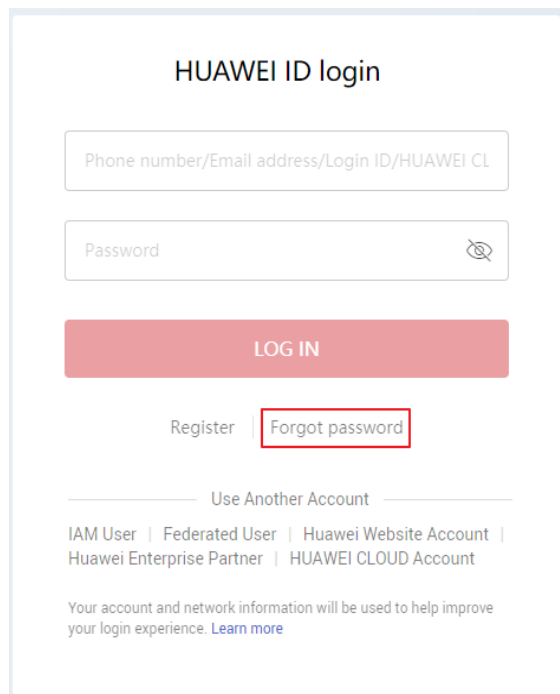 HUAWEI ID login
Phone number/Email address/Login ID/HUAWEI CL
Password
LOG IN
Register | Forgot password
Use Another Account
IAM User | Federated User | Huawei Website Account |
Huawei Enterprise Partner | HUAWEI CLOUD Account
Your account and network information will be used to help improve
your login experience. Learn more